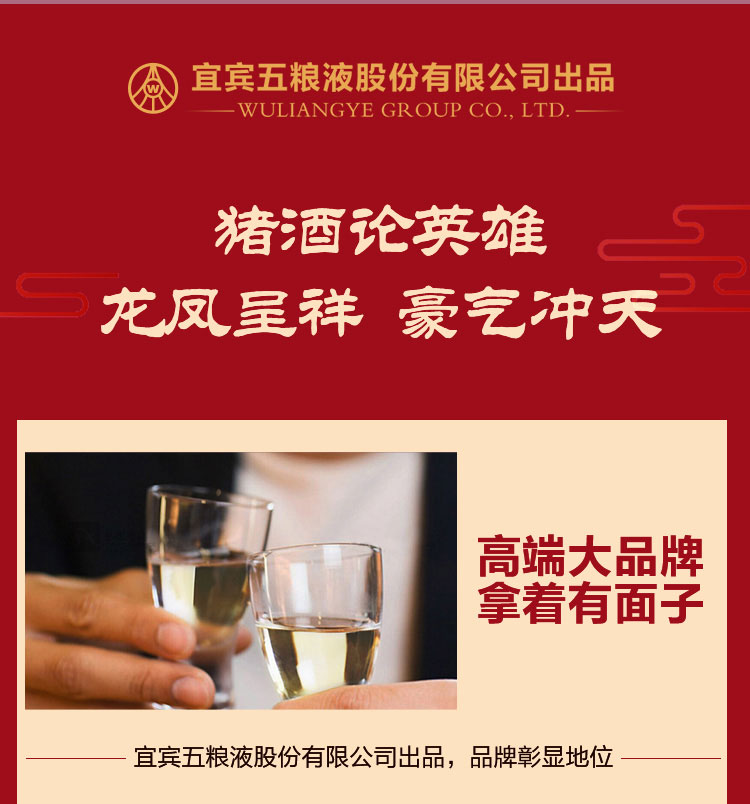 宜宾五粮液股份有限公司出品
WULIANGYE GROUP CO., LTD.
猪酒论英雄
龙凤呈祥 豪气冲天
高端大品牌
拿着有面子
宜宾五粮液股份有限公司出品，品牌彰显地位